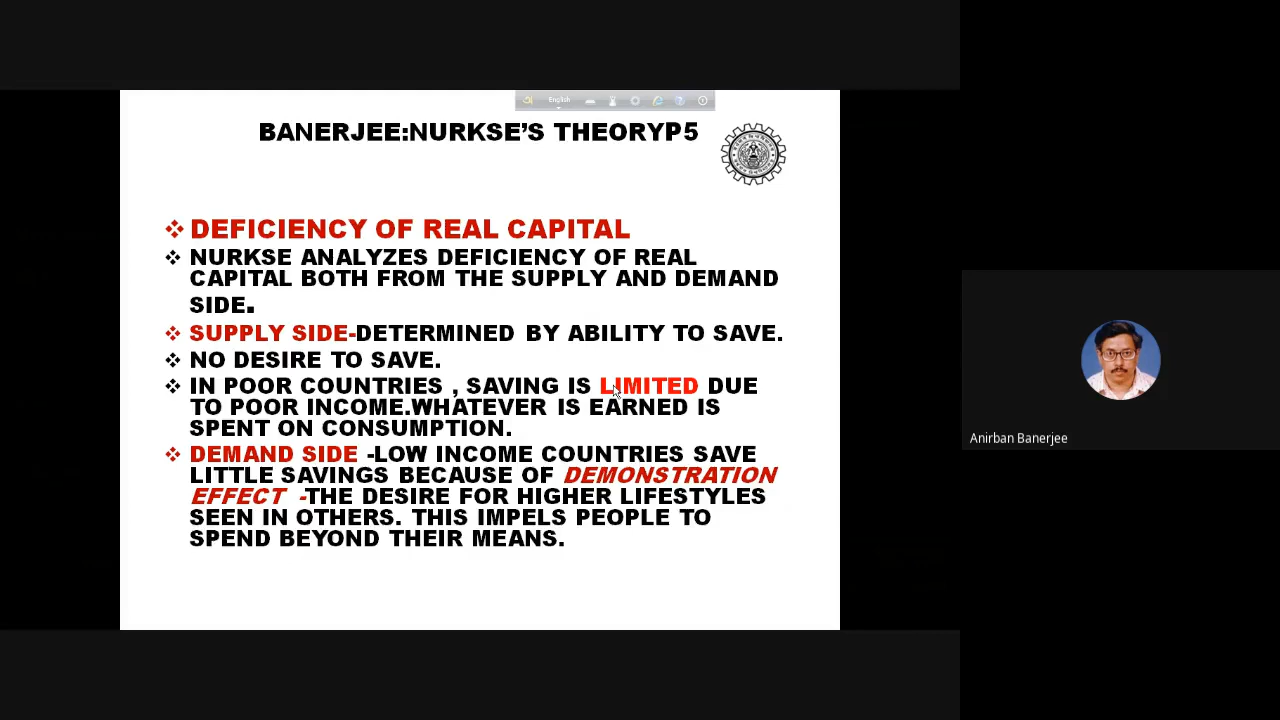 English
BANERJEE:NURKSE'S THEORYP5
DEFICIENCY OF REAL CAPITAL
NURKSE ANALYZES DEFICIENCY OF REAL
CAPITAL BOTH FROM THE SUPPLY AND DEMAND
SIDE.
SUPPLY SIDE-DETERMINED BY ABILITY TO SAVE.
NO DESIRE TO SAVE.
IN POOR COUNTRIES , SAVING IS LIMITED DUE
TO POOR INCOME.WHATEVER IS EARNED IS
SPENT ON CONSUMPTION.
DEMAND SIDE -LOW INCOME COUNTRIES SAVE
LITTLE SAVINGS BECAUSE OF DEMONSTRATION
EFFECT -THE DESIRE FOR HIGHER LIFESTYLES
SEEN IN OTHERS. THIS IMPELS PEOPLE TO
SPEND BEYOND THEIR MEANS.
Anirban Banerjee